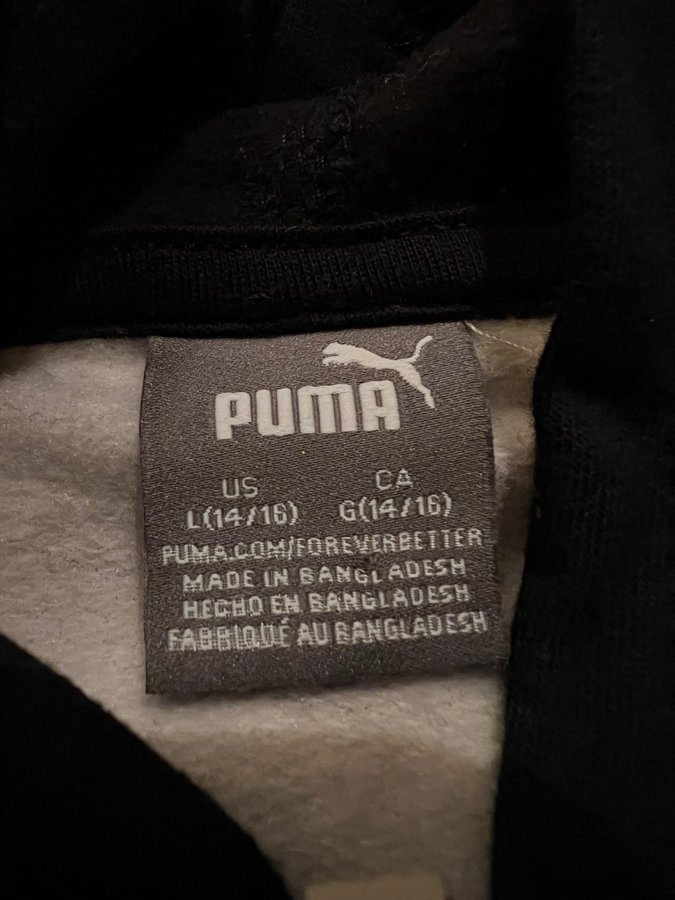 PUMA
US CA
L(14/16) G(14/16)
PUMA.COM/FOREVERBETTER
MADE IN BANGLADESH
HECHO EN BANGLADESH
FABRIQUÉ AU BANGLADESH